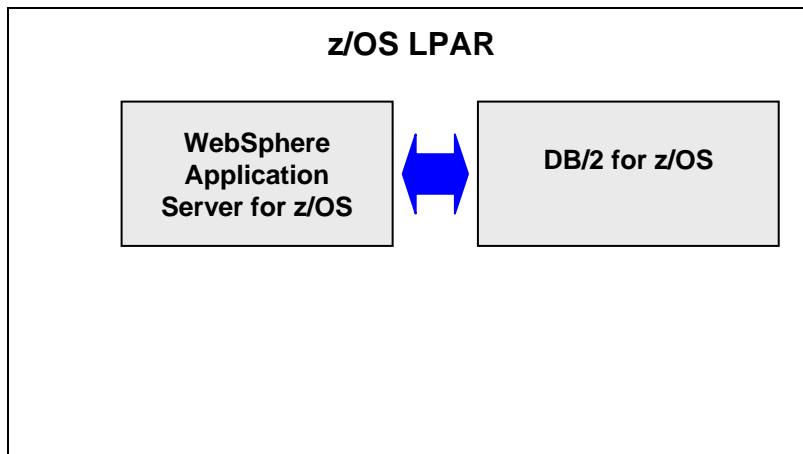 z/OS LPAR
WebSphere
Application
Server for z/OS
DB/2 for z/OS